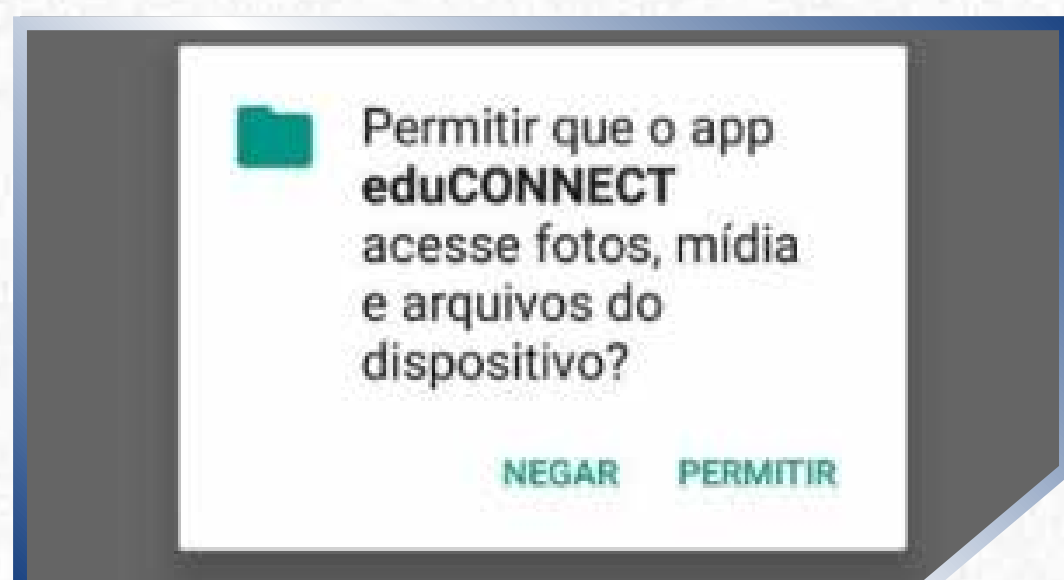 Permitir que o app
eduCONNECT
acesse fotos, mídia
e arquivos do
dispositivo?
NEGAR PERMITIR